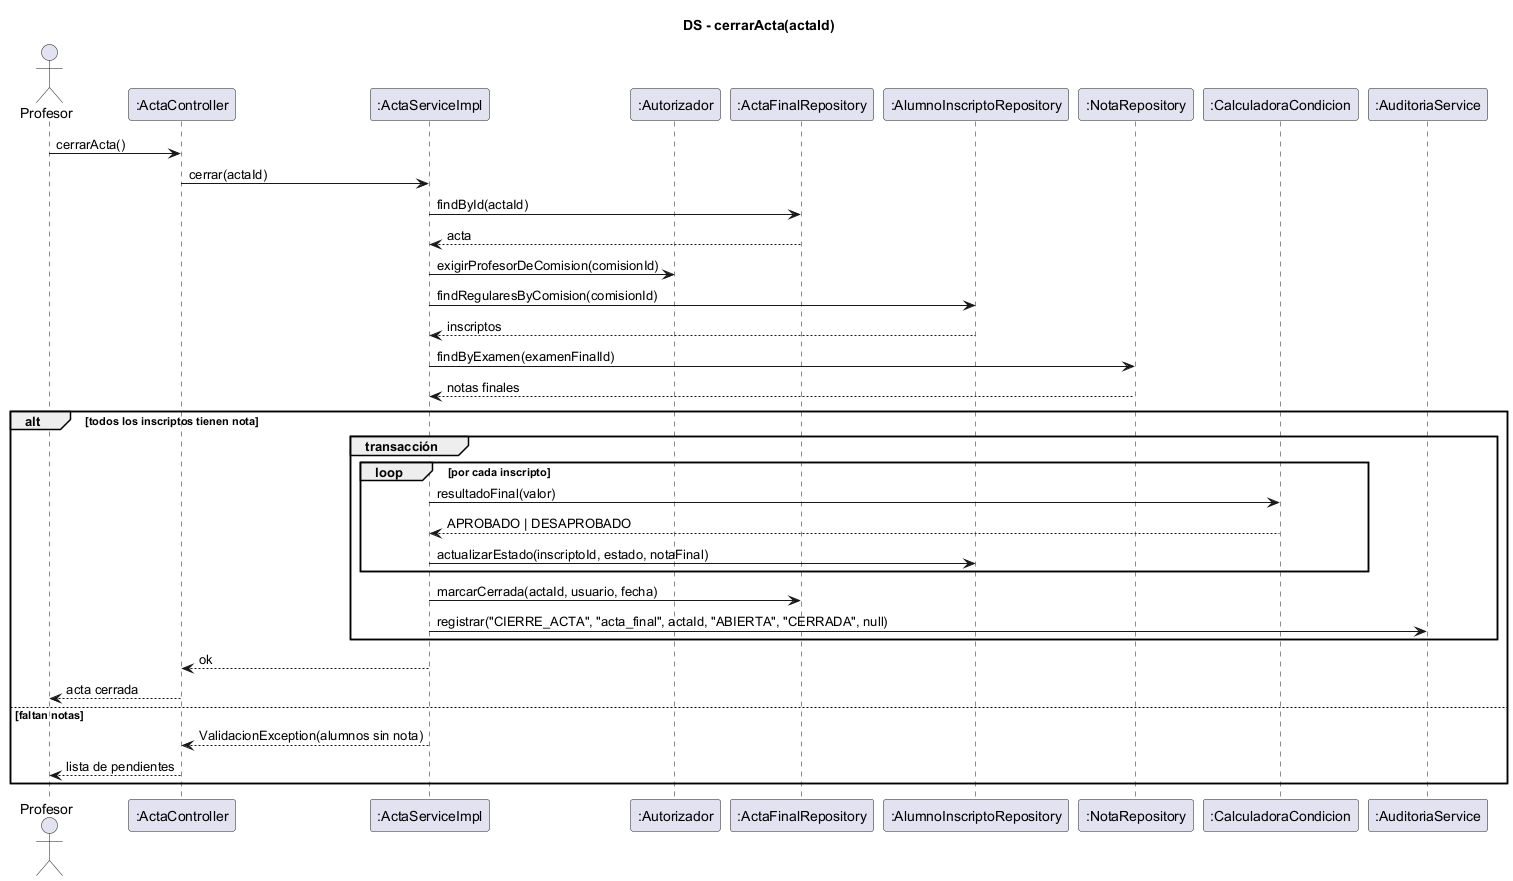 DS - cerrarActa(actaId)
Profesor
:ActaController
:ActaServiceImpl
:Autorizador
:ActaFinalRepository
:AlumnoInscriptoRepository
:NotaRepository
:CalculadoraCondicion
:AuditoriaService
cerrarActa()
cerrar(actaId)
findById(actaId)
acta
exigirProfesorDeComision(comisionId)
findRegularesByComision(comisionId)
inscriptos
findByExamen(examenFinalId)
notas finales
alt [todos los inscriptos tienen nota]
transacción
loop [por cada inscripto]
resultadoFinal(valor)
APROBADO | DESAPROBADO
actualizarEstado(inscriptoId, estado, notaFinal)
marcarCerrada(actaId, usuario, fecha)
registrar("CIERRE_ACTA", "acta_final", actaId, "ABIERTA", "CERRADA", null)
ok
acta cerrada
[faltan notas]
ValidacionException(alumnos sin nota)
lista de pendientes
Profesor
:ActaController
:ActaServiceImpl
:Autorizador
:ActaFinalRepository
:AlumnoInscriptoRepository
:NotaRepository
:CalculadoraCondicion
:AuditoriaService